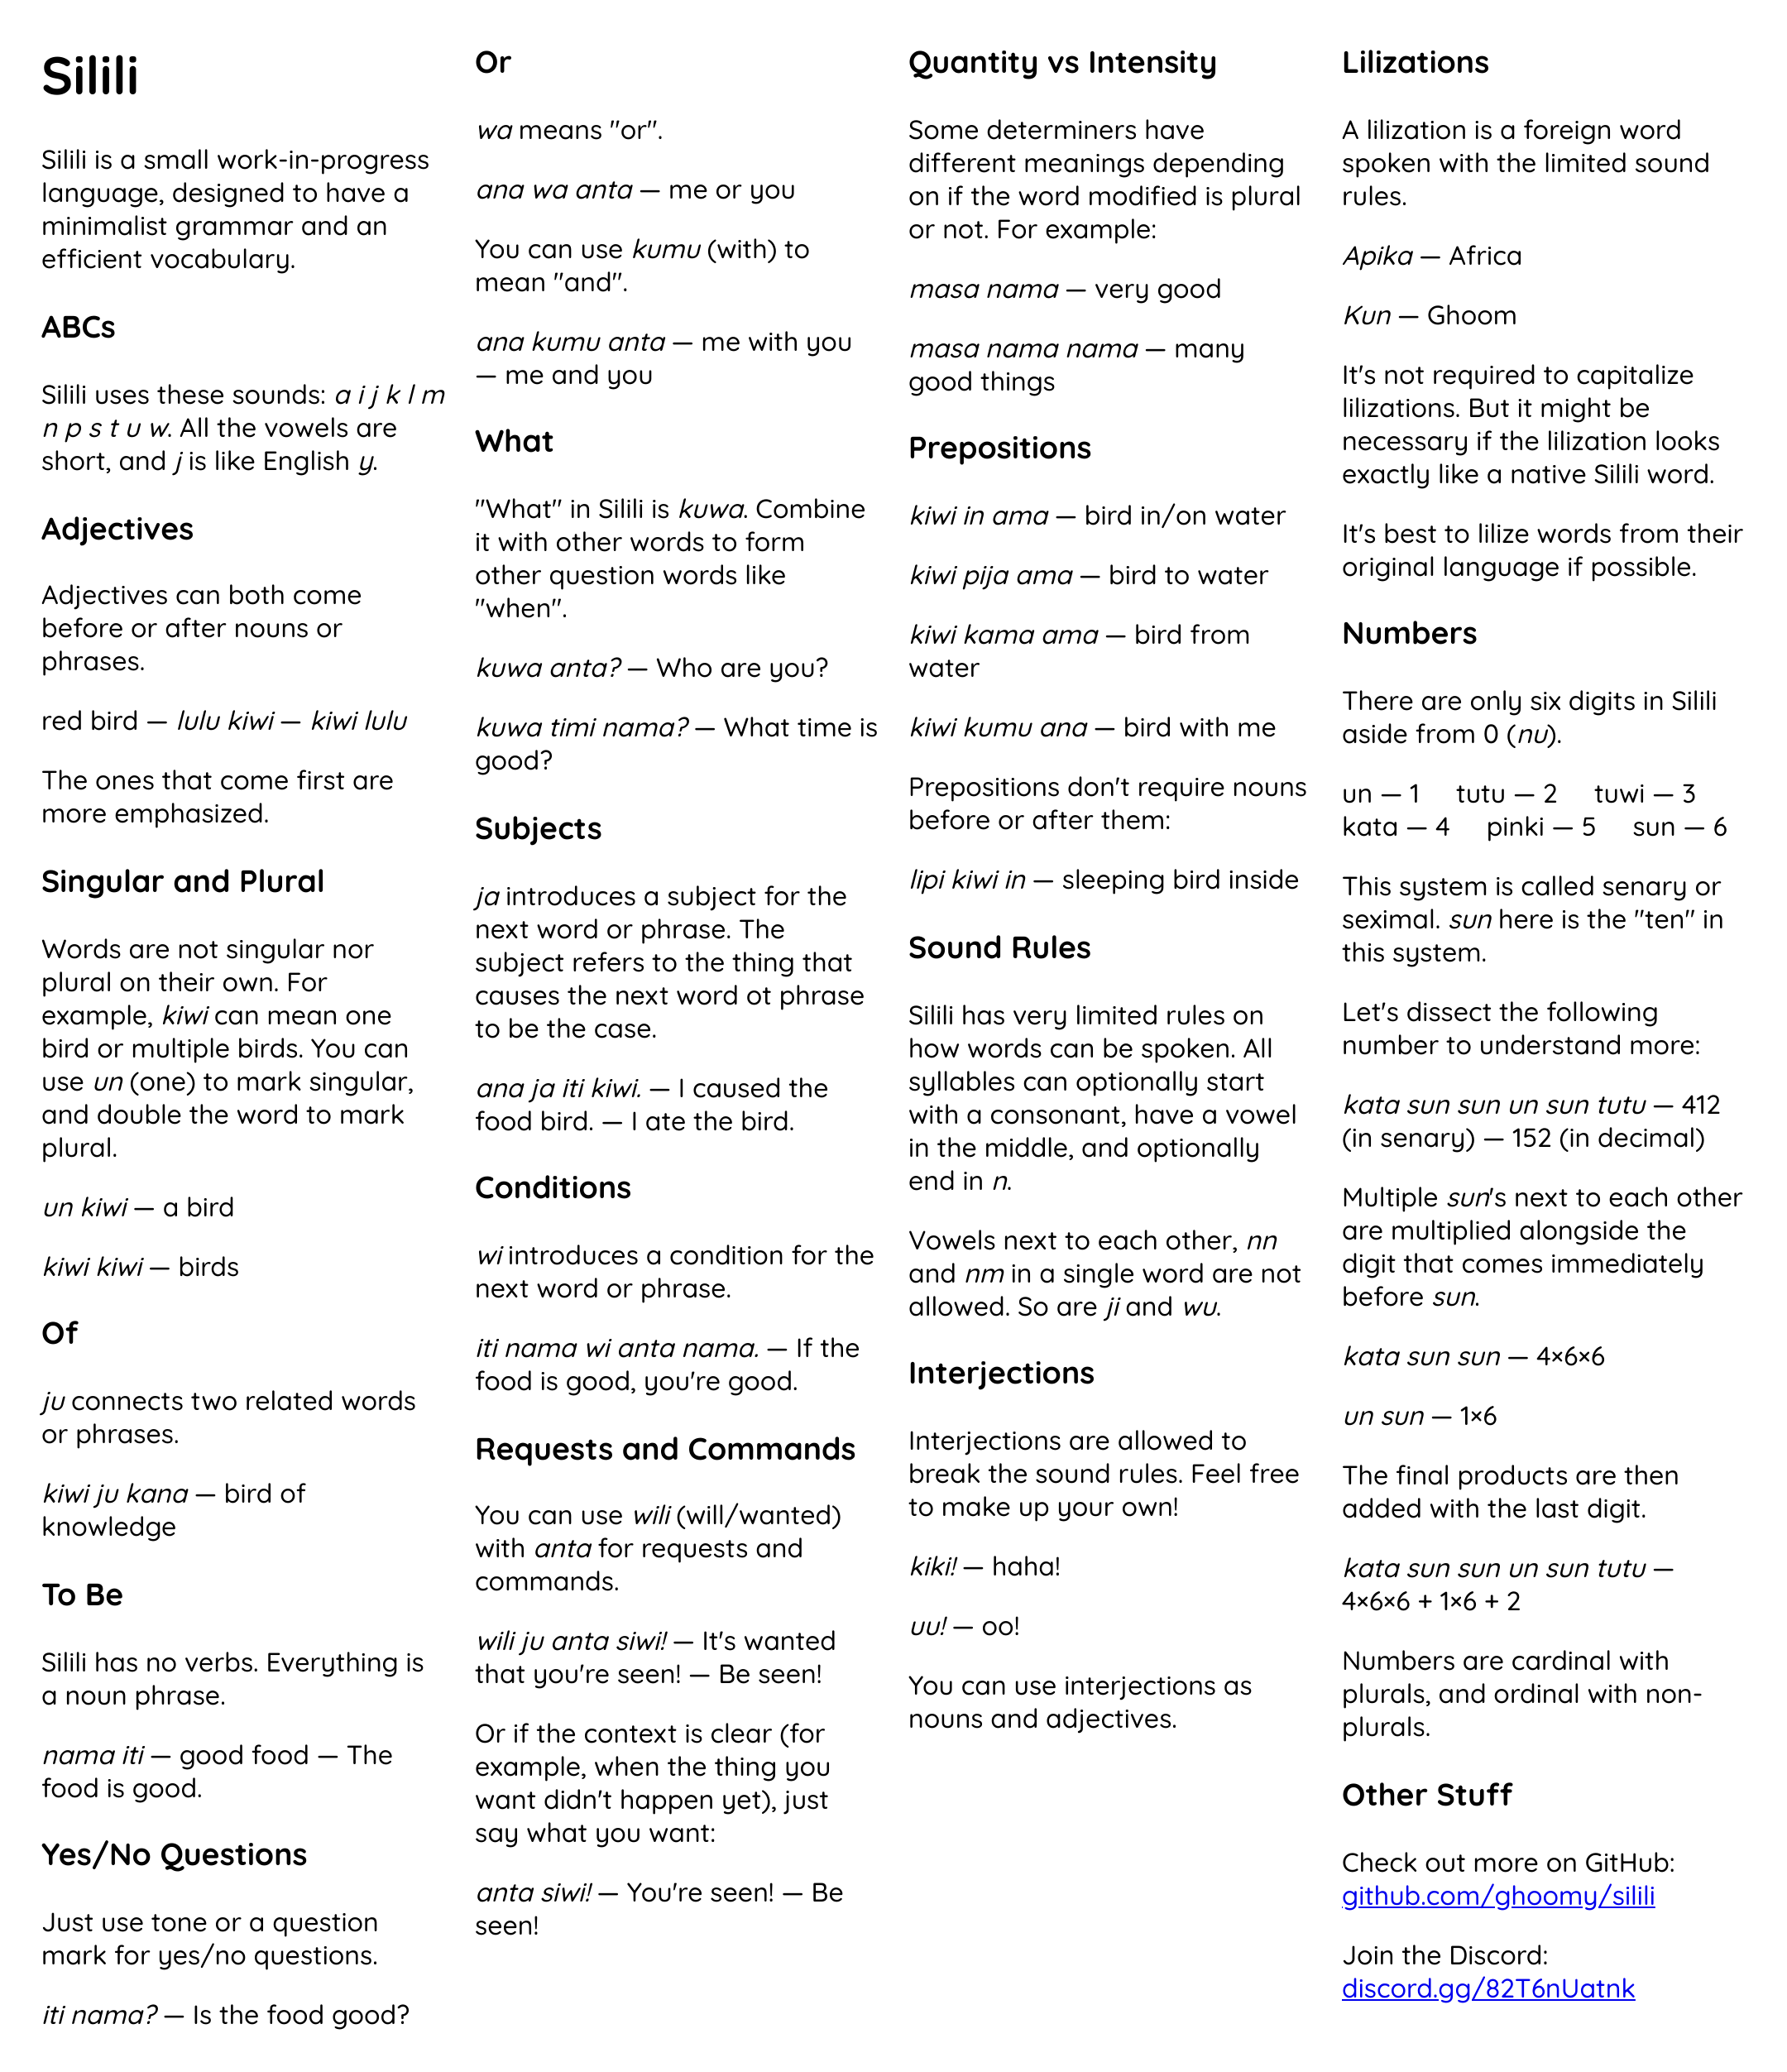 Silili
Silili is a small work-in-progress
language, designed to have a
minimalist grammar and an
efficient vocabulary.
ABCs
Silili uses these sounds: a i j k l m
n p s t u w. All the vowels are
short, and j is like English y.
Adjectives
Adjectives can both come
before or after nouns or
phrases.
red bird — lulu kiwi — kiwi lulu
The ones that come first are
more emphasized.
Singular and Plural
Words are not singular nor
plural on their own. For
example, kiwi can mean one
bird or multiple birds. You can
use un (one) to mark singular,
and double the word to mark
plural.
un kiwi — a bird
kiwi kiwi — birds
Of
ju connects two related words
or phrases.
kiwi ju kana — bird of
knowledge
To Be
Silili has no verbs. Everything is
a noun phrase.
nama iti — good food — The
food is good.
Yes/No Questions
Just use tone or a question
mark for yes/no questions.
iti nama? — Is the food good?
Or
wa means "or".
ana wa anta — me or you
You can use kumu (with) to
mean "and".
ana kumu anta — me with you
— me and you
What
"What" in Silili is kuwa. Combine
it with other words to form
other question words like
"when".
kuwa anta? — Who are you?
kuwa timi nama? — What time is
good?
Subjects
ja introduces a subject for the
next word or phrase. The
subject refers to the thing that
causes the next word ot phrase
to be the case.
ana ja iti kiwi. — I caused the
food bird. — I ate the bird.
Conditions
wi introduces a condition for the
next word or phrase.
iti nama wi anta nama. — If the
food is good, you're good.
Requests and Commands
You can use wili (will/wanted)
with anta for requests and
commands.
wili ju anta siwi! — It's wanted
that you're seen! — Be seen!
Or if the context is clear (for
example, when the thing you
want didn't happen yet), just
say what you want:
anta siwi! — You're seen! — Be
seen!
Quantity vs Intensity
Some determiners have
different meanings depending
on if the word modified is plural
or not. For example:
masa nama — very good
masa nama nama — many
good things
Prepositions
kiwi in ama — bird in/on water
kiwi pija ama — bird to water
kiwi kama ama — bird from
water
kiwi kumu ana — bird with me
Prepositions don't require nouns
before or after them:
lipi kiwi in — sleeping bird inside
Sound Rules
Silili has very limited rules on
how words can be spoken. All
syllables can optionally start
with a consonant, have a vowel
in the middle, and optionally
end in n.
Vowels next to each other, nn
and nm in a single word are not
allowed. So are ji and wu.
Interjections
Interjections are allowed to
break the sound rules. Feel free
to make up your own!
kiki! — haha!
uu! — oo!
You can use interjections as
nouns and adjectives.
Lilizations
A lilization is a foreign word
spoken with the limited sound
rules.
Apika — Africa
Kun — Ghoom
It's not required to capitalize
lilizations. But it might be
necessary if the lilization looks
exactly like a native Silili word.
It's best to lilize words from their
original language if possible.
Numbers
There are only six digits in Silili
aside from 0 (nu).
un — 1 tutu — 2 tuwi — 3
kata — 4 pinki — 5 sun — 6
This system is called senary or
seximal. sun here is the "ten" in
this system.
Let's dissect the following
number to understand more:
kata sun sun un sun tutu — 412
(in senary) — 152 (in decimal)
Multiple sun's next to each other
are multiplied alongside the
digit that comes immediately
before sun.
kata sun sun — 4×6×6
un sun — 1×6
The final products are then
added with the last digit.
kata sun sun un sun tutu —
4×6×6 + 1×6 + 2
Numbers are cardinal with
plurals, and ordinal with non-
plurals.
Other Stuff
Check out more on GitHub:
github.com/ghoomy/silili
Join the Discord:
discord.gg/82T6nUatnk